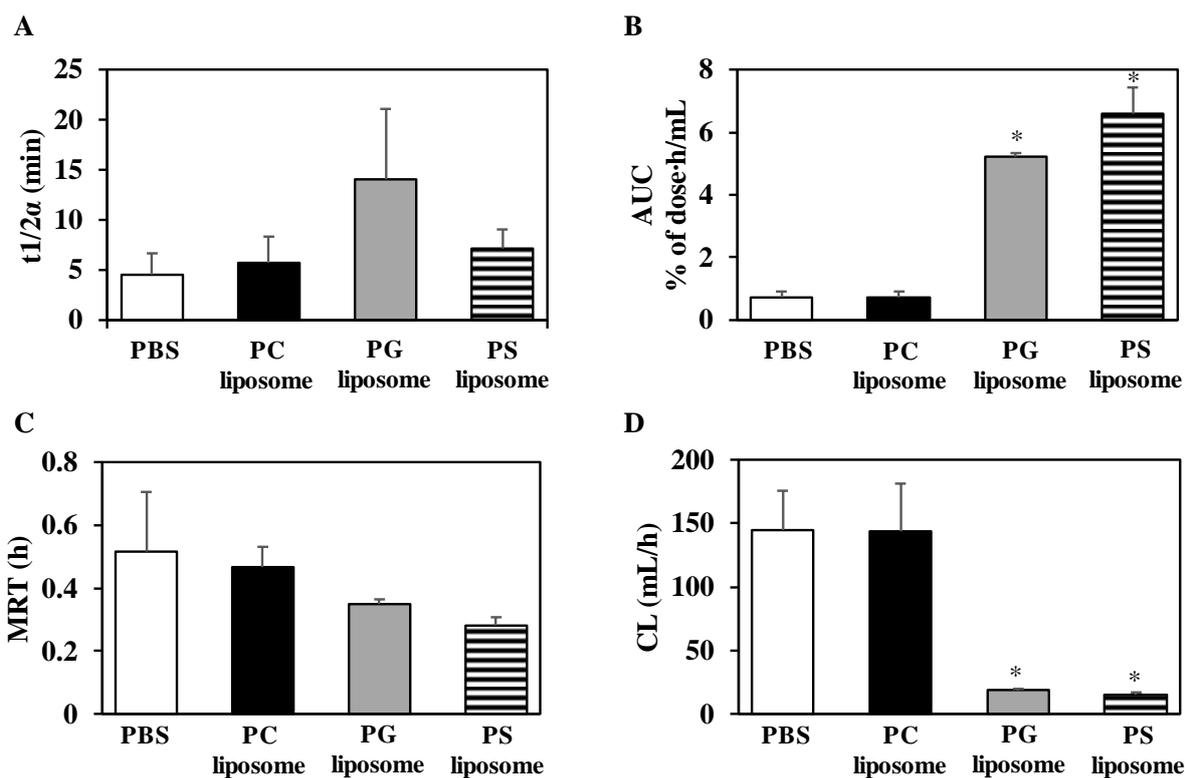 A
t1/2α (min)
25
20
15
10
5
0
PBS
PC
liposome
PG
liposome
PS
liposome
B
AUC
% of dose·h/mL
8
6
4
2
0
*
*
PBS
PC
liposome
PG
liposome
PS
liposome
C
MRT (h)
0.8
0.6
0.4
0.2
0
PBS
PC
liposome
PG
liposome
PS
liposome
D
CL (mL/h)
200
150
100
50
0
*
*
PBS
PC
liposome
PG
liposome
PS
liposome